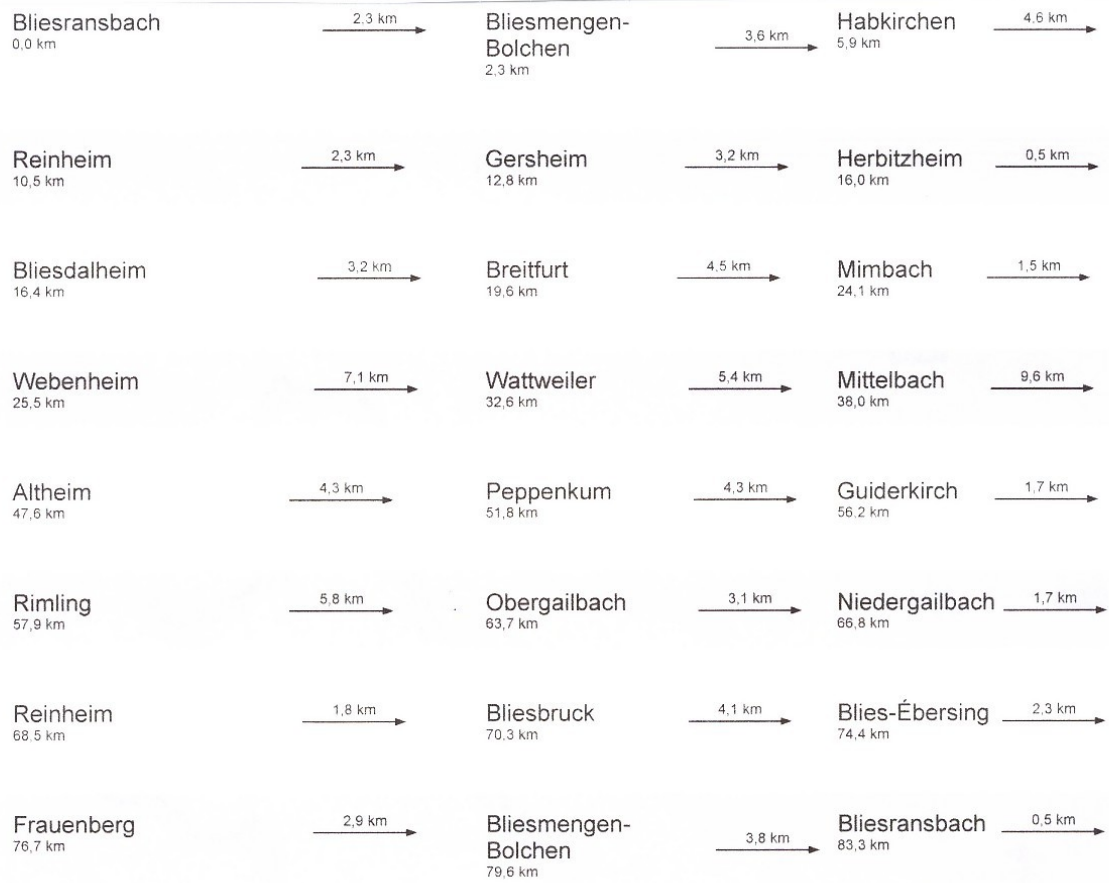 Bliesransbach 2,3 km Bliesmengen- Habkirchen 4,6 km
0,0 km Bolchen 3,6 km 5,9 km
2,3 km
Reinheim 2,3 km Gersheim 3,2 km Herbitzheim 0,5 km
10,5 km 12,8 km 16,0 km
Bliesdalheim 3,2 km Breitfurt 4,5 km Mimbach 1,5 km
16,4 km 19,6 km 24,1 km
Webenheim 7,1 km Wattweiler 5,4 km Mittelbach 9,6 km
25,5 km 32,6 km 38,0 km
Altheim 4,3 km Peppenkum 4,3 km Guiderkirch 1,7 km
47,6 km 51,8 km 56,2 km
Rimling 5,8 km Obergailbach 3,1 km Niedergailbach 1,7 km
57,9 km 63,7 km 66,8 km
Reinheim 1,8 km Bliesbruck 4,1 km Blies-Ébersing 2,3 km
68,5 km 70,3 km 74,4 km
Frauenberg 2,9 km Bliesmengen- Bliesransbach 0,5 km
76,7 km Bolchen 3,8 km 83,3 km
79,6 km